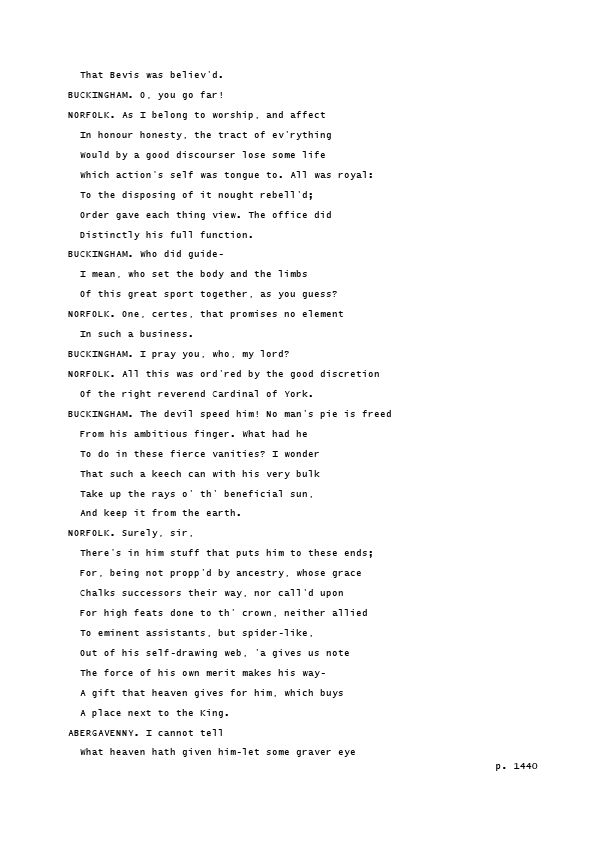 That Bevis was believ'd.
BUCKINGHAM. O, you go far!
NORFOLK. As I belong to worship, and affect
In honour honesty, the tract of ev'rything
Would by a good discourser lose some life
Which action's self was tongue to. All was royal:
To the disposing of it nought rebell'd;
Order gave each thing view. The office did
Distinctly his full function.
BUCKINGHAM. Who did guide-
I mean, who set the body and the limbs
Of this great sport together, as you guess?
NORFOLK. One, certes, that promises no element
In such a business.
BUCKINGHAM. I pray you, who, my lord?
NORFOLK. All this was ord'red by the good discretion
Of the right reverend Cardinal of York.
BUCKINGHAM. The devil speed him! No man's pie is freed
From his ambitious finger. What had he
To do in these fierce vanities? I wonder
That such a keech can with his very bulk
Take up the rays o' th' beneficial sun,
And keep it from the earth.
NORFOLK. Surely, sir,
There's in him stuff that puts him to these ends;
For, being not propp'd by ancestry, whose grace
Chalks successors their way, nor call'd upon
For high feats done to th' crown, neither allied
To eminent assistants, but spider-like,
Out of his self-drawing web, 'a gives us note
The force of his own merit makes his way-
A gift that heaven gives for him, which buys
A place next to the King.
ABERGAVENNY. I cannot tell
What heaven hath given him-let some graver eye
p. 1440